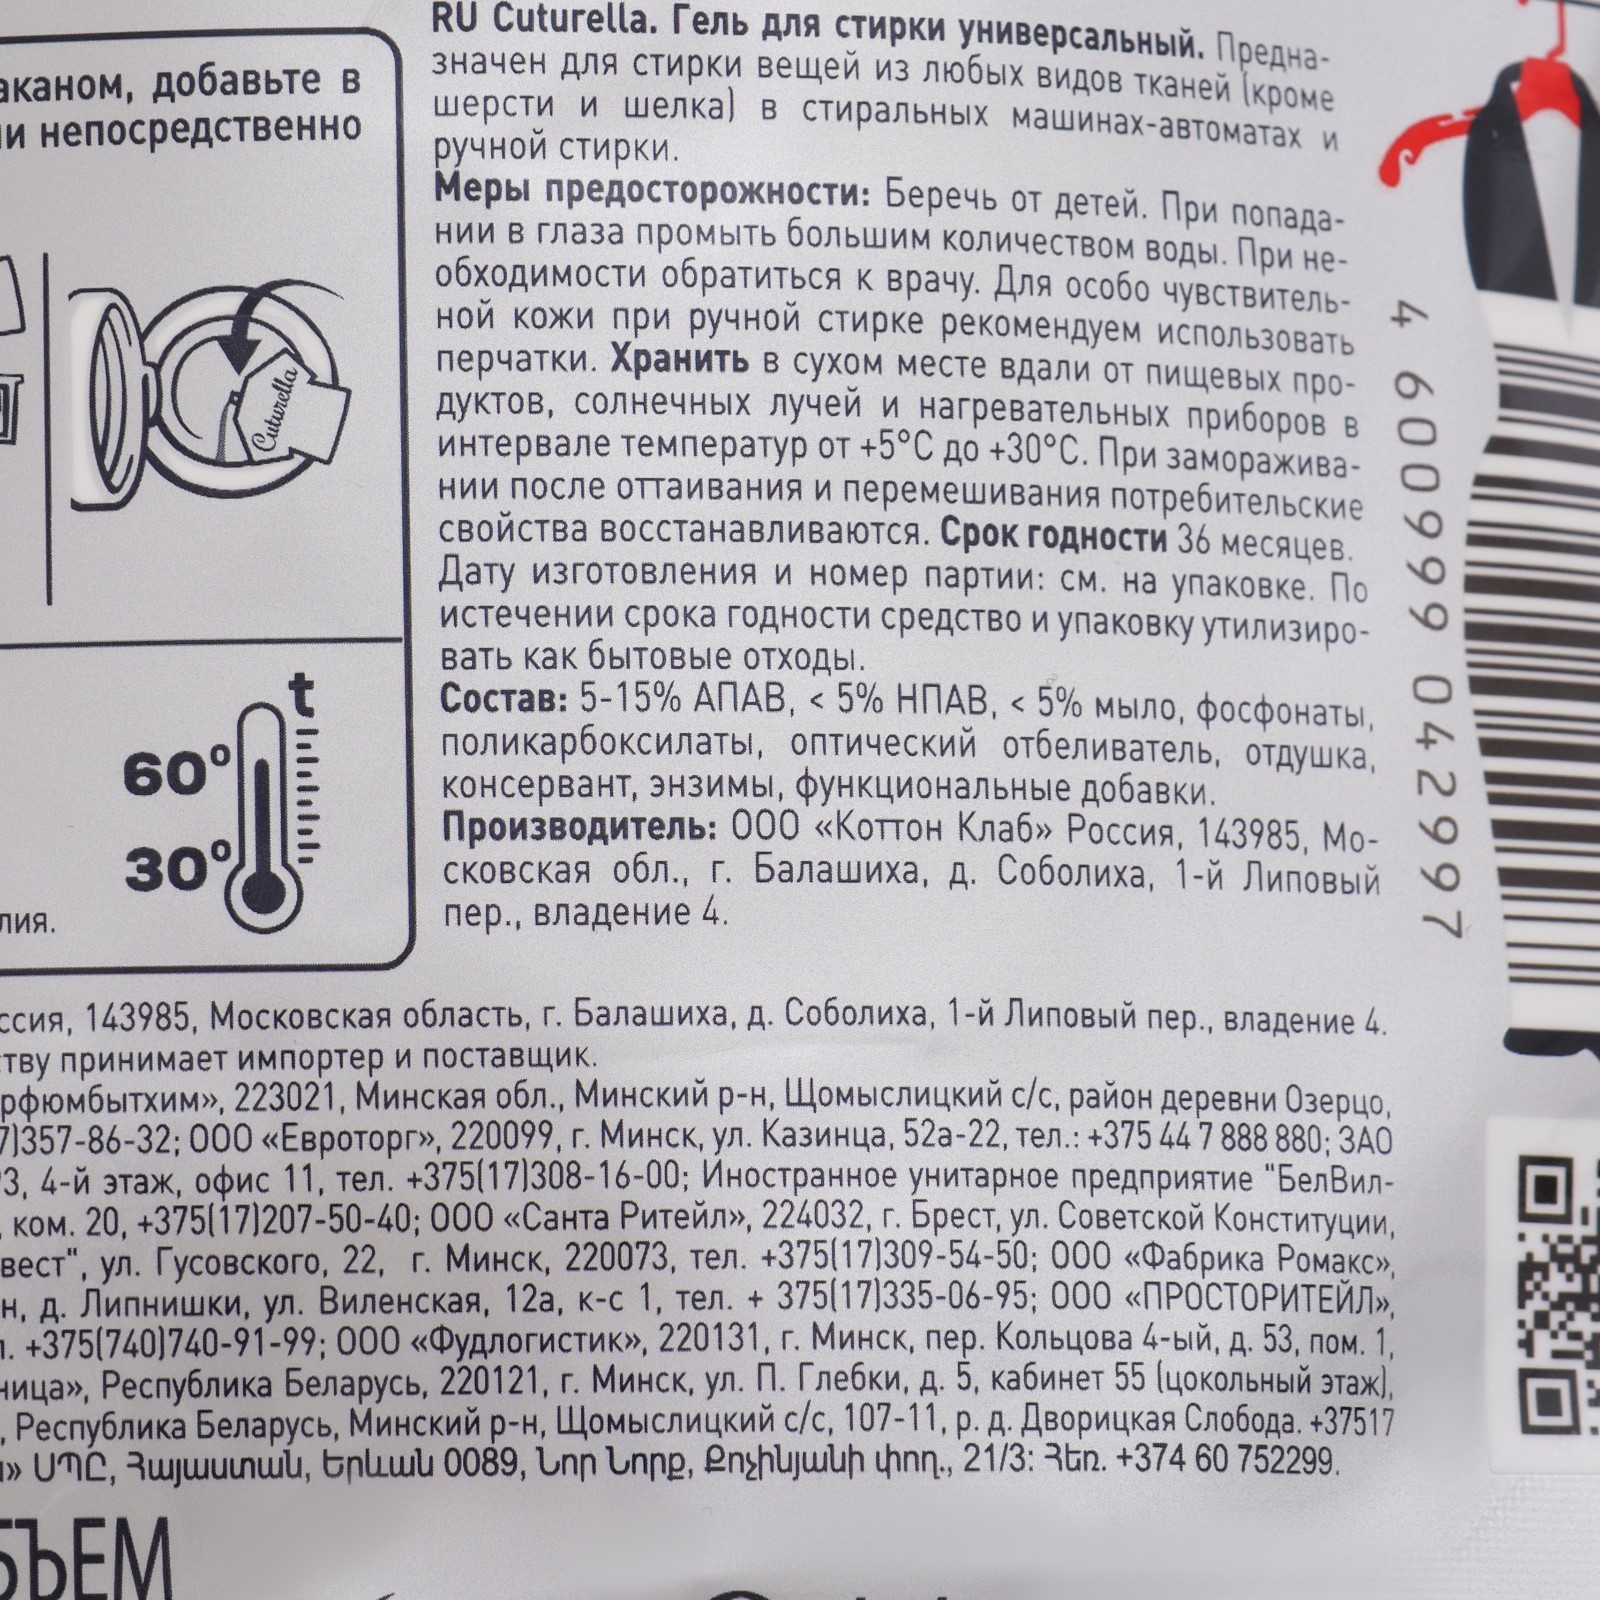 аканом, добавьте в
и непосредственно
Cuturella
t
60°
30°
лия.
RU Cuturella. Гель для стирки универсальный. Предна-
значен для стирки вещей из любых видов тканей (кроме
шерсти и шелка) в стиральных машинах-автоматах и
ручной стирки.
Меры предосторожности: Беречь от детей. При попада-
нии в глаза промыть большим количеством воды. При не-
обходимости обратиться к врачу. Для особо чувствитель-
ной кожи при ручной стирке рекомендуем использовать
перчатки. Хранить в сухом месте вдали от пищевых про-
дуктов, солнечных лучей и нагревательных приборов в
интервале температур от +5°С до +30°С. При заморажива-
нии после оттаивания и перемешивания потребительские
свойства восстанавливаются. Срок годности 36 месяцев.
Дату изготовления и номер партии: см. на упаковке. По
истечении срока годности средство и упаковку утилизиро-
вать как бытовые отходы.
Состав: 5-15% АПАВ, < 5% НПАВ, < 5% мыло, фосфонаты,
поликарбоксилаты, оптический отбеливатель, отдушка,
консервант, энзимы, функциональные добавки.
Производитель: ООО «Коттон Клаб» Россия, 143985, Мо-
сковская обл., г. Балашиха, д. Соболиха, 1-й Липовый
пер., владение 4.
4 600999 042997
ссия, 143985, Московская область, г. Балашиха, д. Соболиха, 1-й Липовый пер., владение 4.
ству принимает импортер и поставщик.
рфюмбытхим», 223021, Минская обл., Минский р-н, Щомыслицкий с/с, район деревни Озерцо,
7)357-86-32; ООО «Евроторг», 220099, г. Минск, ул. Казинца, 52а-22, тел.: +375 44 7 888 880; ЗАО
93, 4-й этаж, офис 11, тел. +375(17)308-16-00; Иностранное унитарное предприятие "БелВил-
, ком. 20, +375(17)207-50-40; ООО «Санта Ритейл», 224032, г. Брест, ул. Советской Конституции,
вест", ул. Гусовского, 22, г. Минск, 220073, тел. +375(17)309-54-50; ООО «Фабрика Ромакс»,
н, д. Липнишки, ул. Виленская, 12а, к-с 1, тел. + 375(17)335-06-95; ООО «ПРОСТОРИТЕЙЛ»,
л. +375(740)740-91-99; ООО «Фудлогистик», 220131, г. Минск, пер. Кольцова 4-ый, д. 53, пом. 1,
ница», Республика Беларусь, 220121, г. Минск, ул. П. Глебки, д. 5, кабинет 55 (цокольный этаж),
, Республика Беларусь, Минский р-н, Щомыслицкий с/с, 107-11, р. д. Дворицкая Слобода. +37517
» ՍՊԸ, Հայաստան, Երևան 0089, Նոր Նորք, Քոչինյանի փող., 21/3: Հեռ. +374 60 752299.
БЪЕМ